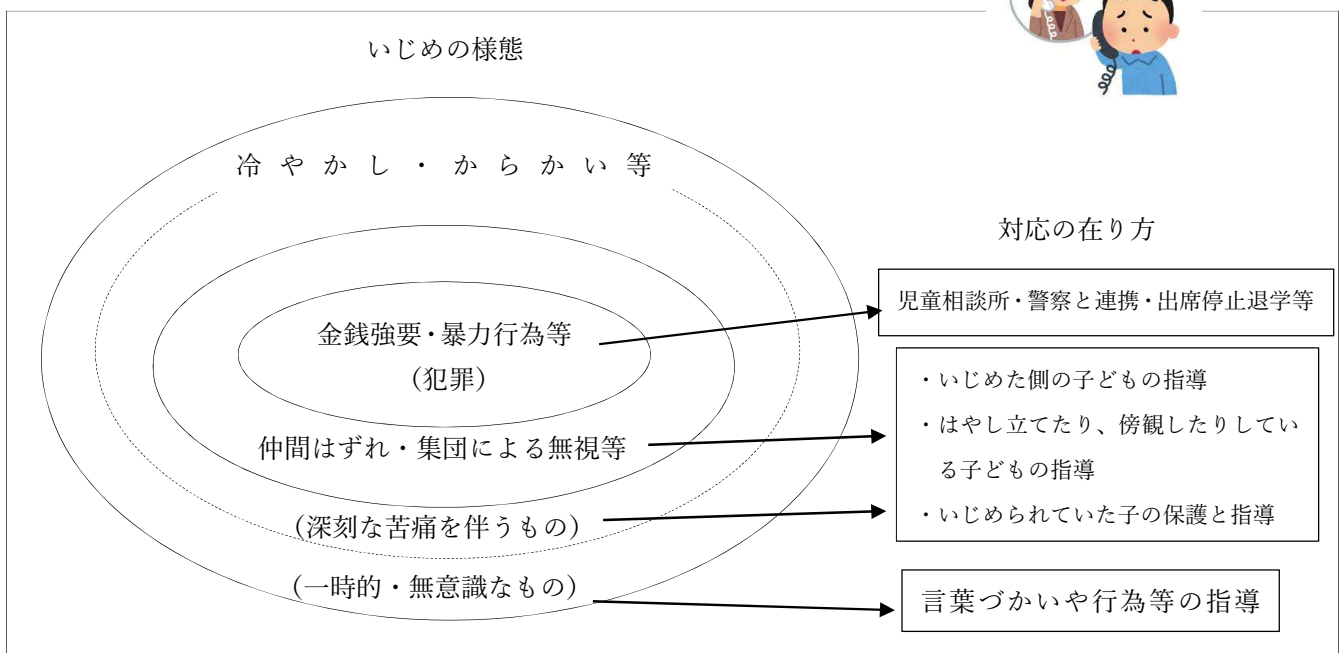 いじめの様態
冷やかし・からかい等
対応の在り方
児童相談所・警察と連携・出席停止退学等
金銭強要・暴力行為等
（犯罪）
・いじめた側の子どもの指導
・はやし立てたり、傍観したりしてい
る子どもの指導
・いじめられていた子の保護と指導
仲間はずれ・集団による無視等
（深刻な苦痛を伴うもの）
（一時的・無意識なもの）
言葉づかいや行為等の指導